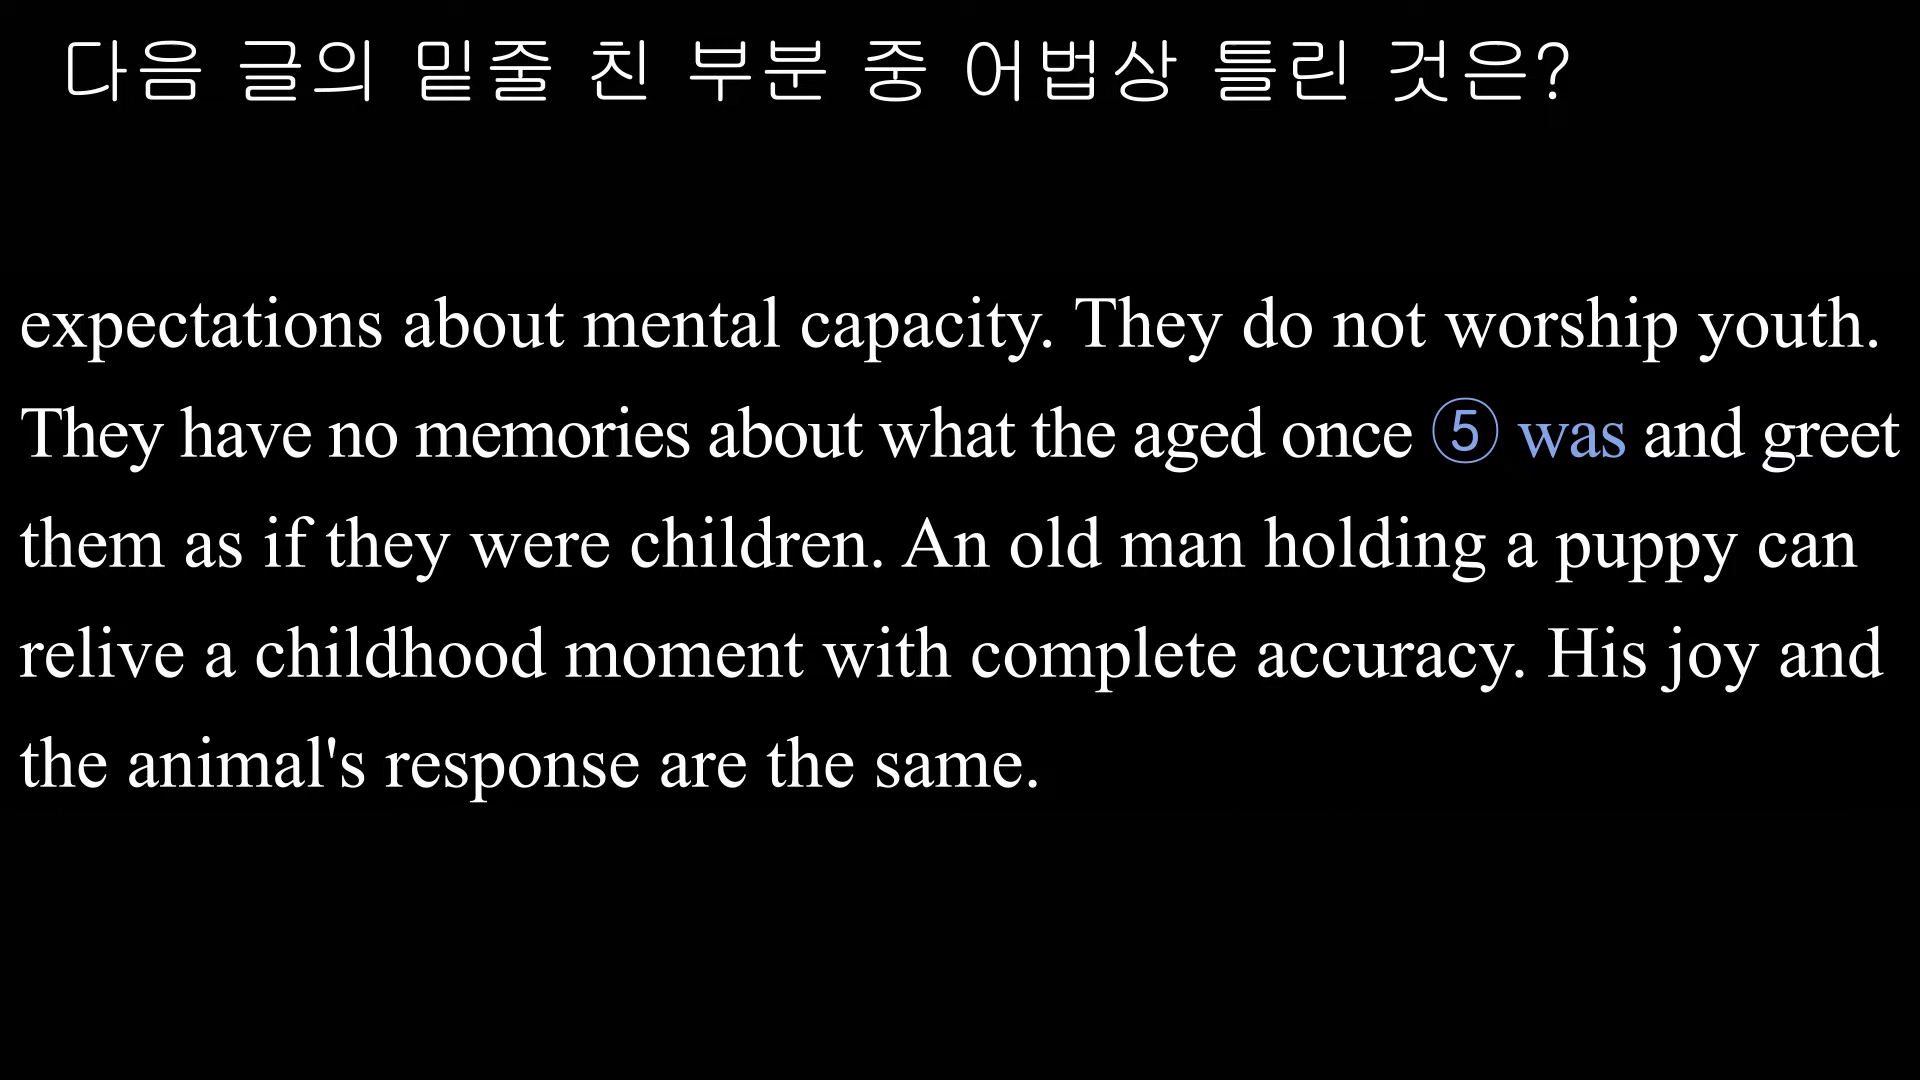 다음 글의 밑줄 친 부분 중 어법상 틀린 것은?
expectations about mental capacity. They do not worship youth.
They have no memories about what the aged once ⑤ was and greet
them as if they were children. An old man holding a puppy can
relive a childhood moment with complete accuracy. His joy and
the animal's response are the same.